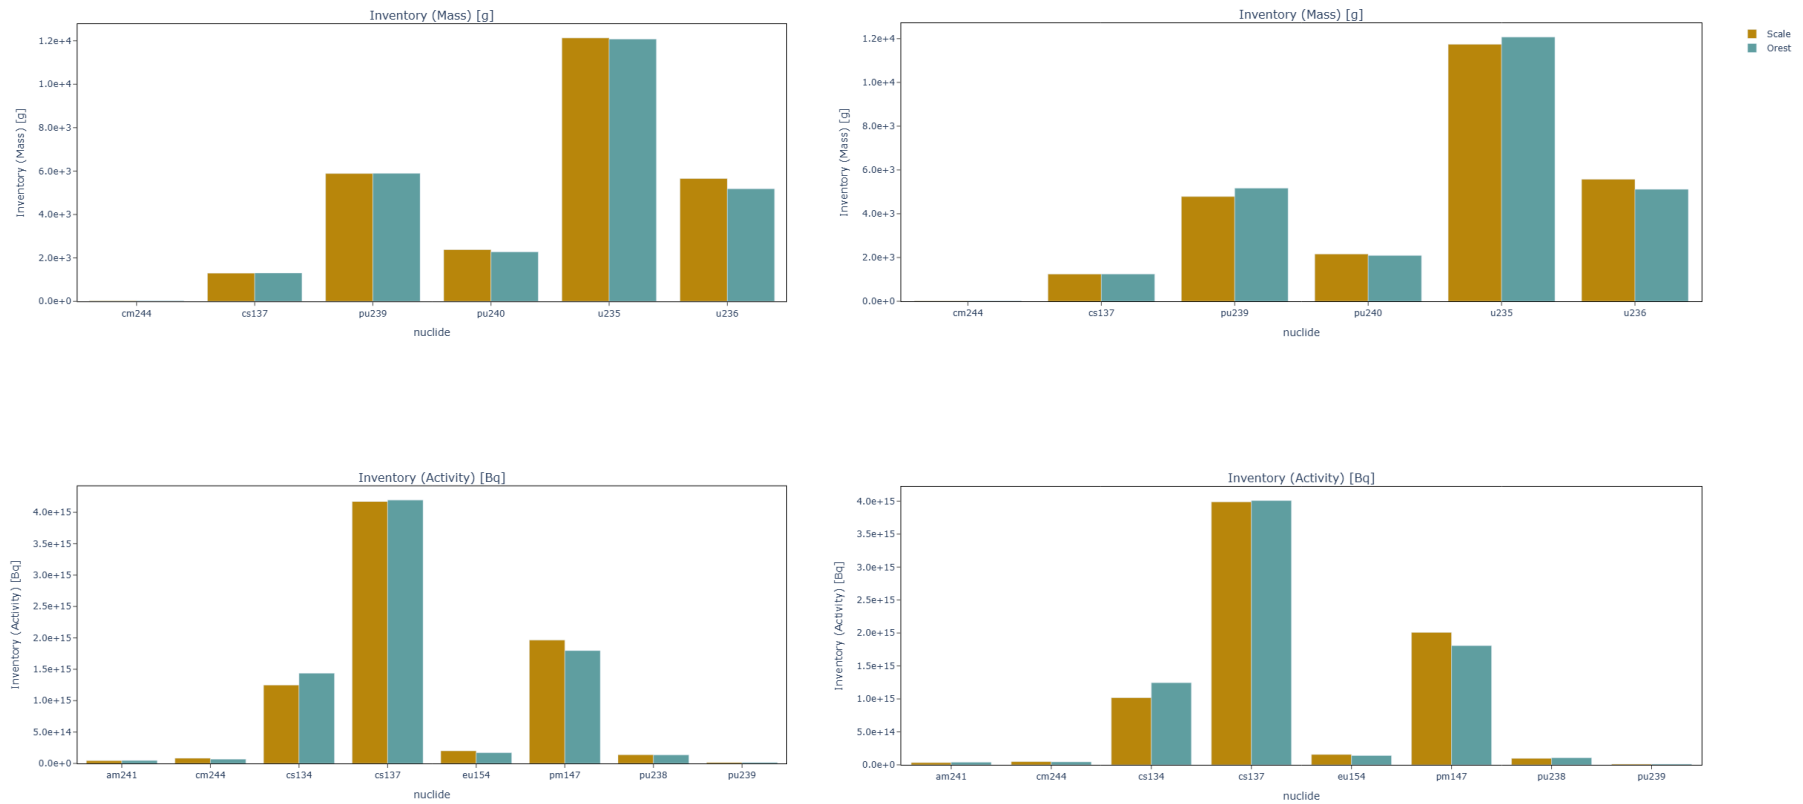 Inventory (Mass) [g]
Inventory (Mass) [g]
1.2e+4
1.0e+4
8.0e+3
6.0e+3
4.0e+3
2.0e+3
0.0e+0
cm244 cs137 pu239 pu240 u235 u236
nuclide
Inventory (Mass) [g]
Inventory (Mass) [g]
1.2e+4
1.0e+4
8.0e+3
6.0e+3
4.0e+3
2.0e+3
0.0e+0
cm244 cs137 pu239 pu240 u235 u236
nuclide
Scale
Orest
Inventory (Activity) [Bq]
Inventory (Activity) [Bq]
4.0e+15
3.5e+15
3.0e+15
2.5e+15
2.0e+15
1.5e+15
1.0e+15
5.0e+14
0.0e+0
am241 cm244 cs134 cs137 eu154 pm147 pu238 pu239
nuclide
Inventory (Activity) [Bq]
Inventory (Activity) [Bq]
4.0e+15
3.5e+15
3.0e+15
2.5e+15
2.0e+15
1.5e+15
1.0e+15
5.0e+14
0.0e+0
am241 cm244 cs134 cs137 eu154 pm147 pu238 pu239
nuclide